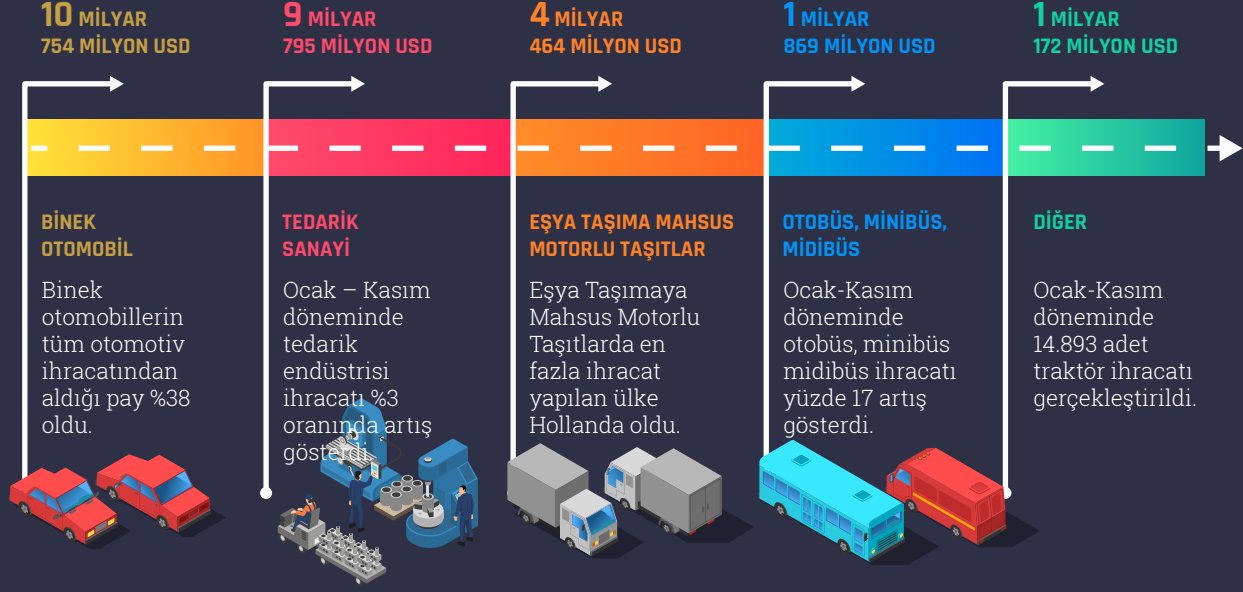 10 MİLYAR
754 MİLYON USD
9 MİLYAR
795 MİLYON USD
4 MİLYAR
464 MİLYON USD
1 MİLYAR
869 MİLYON USD
1 MİLYAR
172 MİLYON USD
BİNEK
OTOMOBİL
Binek
otomobillerin
tüm otomotiv
ihracatından
aldığı pay %38
oldu.
TEDARİK
SANAYİ
Ocak – Kasım
döneminde
tedarik
endüstrisi
ihracatı %3
oranında artış
gösterdi.
EŞYA TAŞIMA MAHSUS
MOTORLU TAŞITLAR
Eşya Taşımaya
Mahsus Motorlu
Taşıtlarda en
fazla ihracat
yapılan ülke
Hollanda oldu.
OTOBÜS, MİNİBÜS,
MİDİBÜS
Ocak-Kasım
döneminde
otobüs, minibüs
midibüs ihracatı
yüzde 17 artış
gösterdi.
DİĞER
Ocak-Kasım
döneminde
14.893 adet
traktör ihracatı
gerçekleştirildi.